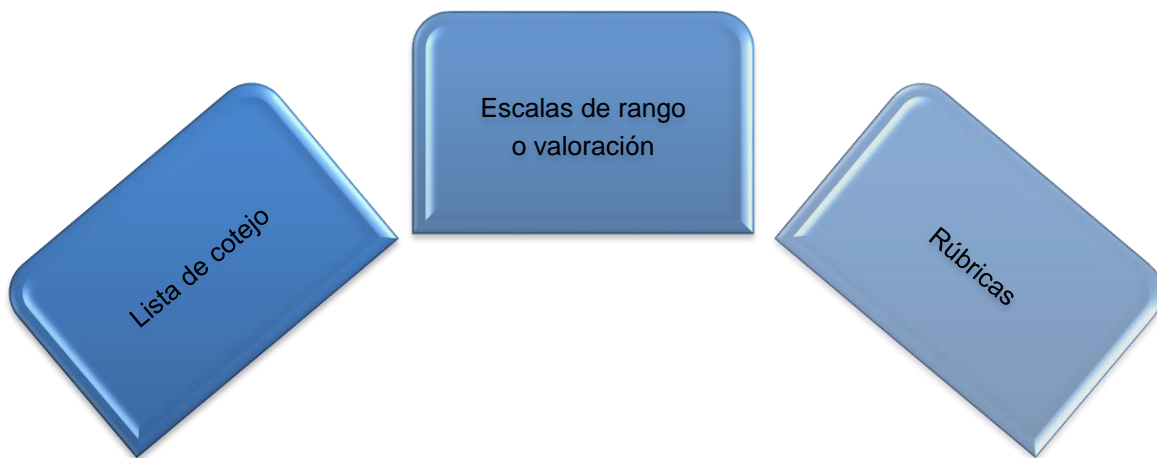 Lista de cotejo
Escalas de rango
o valoración
Rúbricas